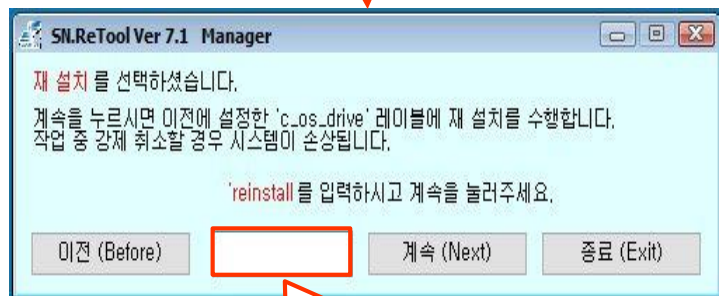 SN.ReTool Ver 7.1 Manager
재 설치 를 선택하셨습니다.
계속을 누르시면 이전에 설정한 'c_os_drive' 레이블에 재 설치를 수행합니다.
작업 중 강제 취소할 경우 시스템이 손상됩니다.
'reinstall 를 입력하시고 계속을 눌러주세요.
이전 (Before)
계속 (Next)
종료 (Exit)